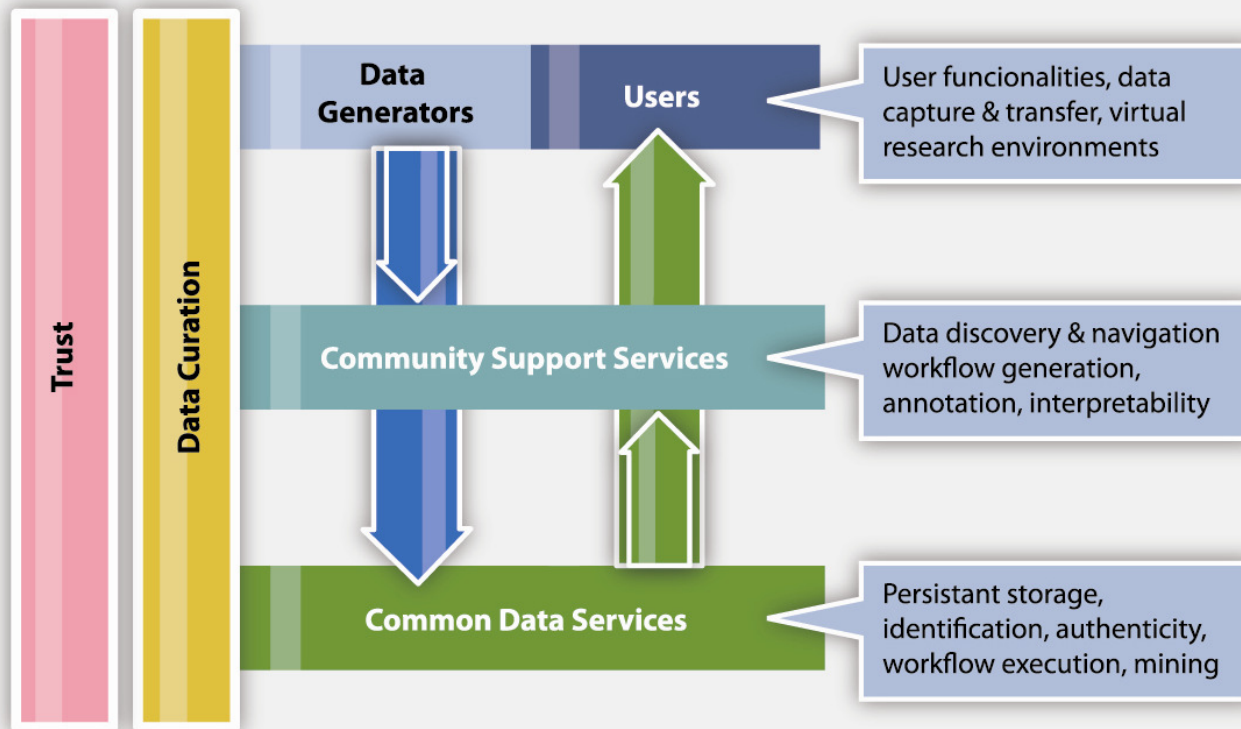 Trust
Data Curation
Data
Generators
Users
User funcionalities, data
capture & transfer, virtual
research environments
Community Support Services
Data discovery & navigation
workflow generation,
annotation, interpretability
Common Data Services
Persistant storage,
identification, authenticity,
workflow execution, mining